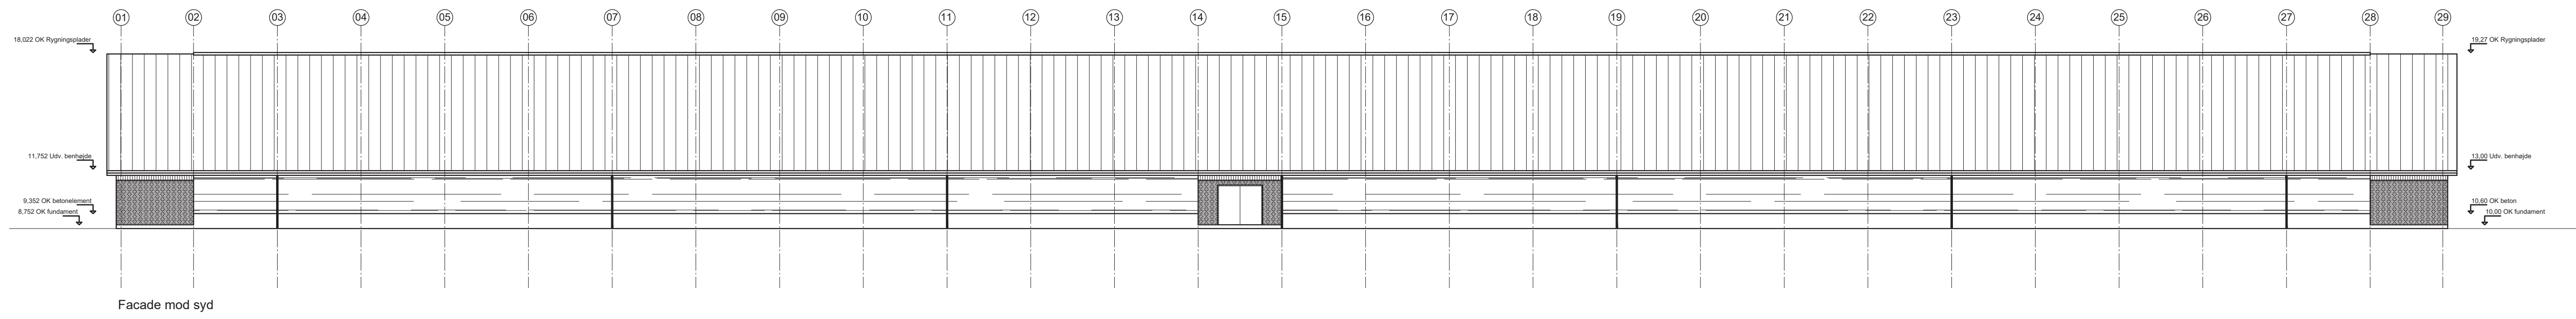 01 02 03 04 05 06 07 08 09 10 11 12 13 14 15 16 17 18 19 20 21 22 23 24 25 26 27 28 29
18,022 OK Rygningsplader
19,27 OK Rygningsplader
11,752 Udv. benhøjde
13,00 Udv. benhøjde
9,352 OK betonelement
10,60 OK beton
8,752 OK fundament
10,00 OK fundament
Facade mod syd